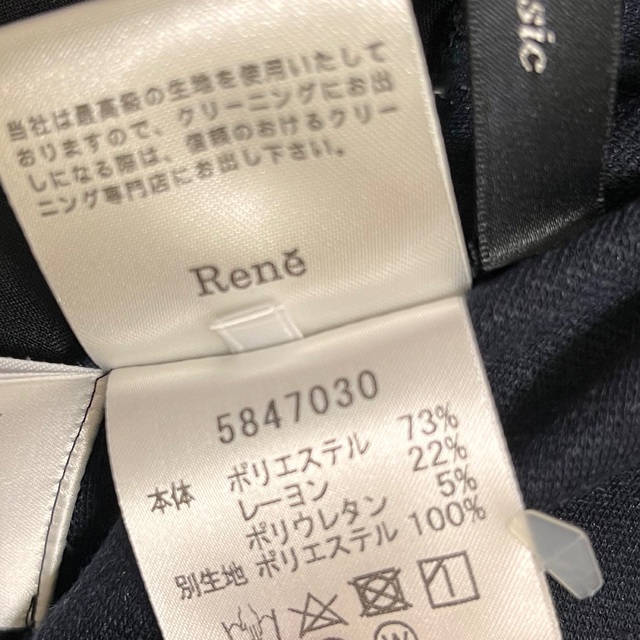 当社は最高級の生地を使用いたして
おりますので、クリーニングにお出
しになる際は、信頼のおけるクリー
ニング専門店にお出し下さい。
René
sic
5847030
本体 ポリエステル 73%
レーヨン 22%
ポリウレタン 5%
別生地 ポリエステル 100%
W